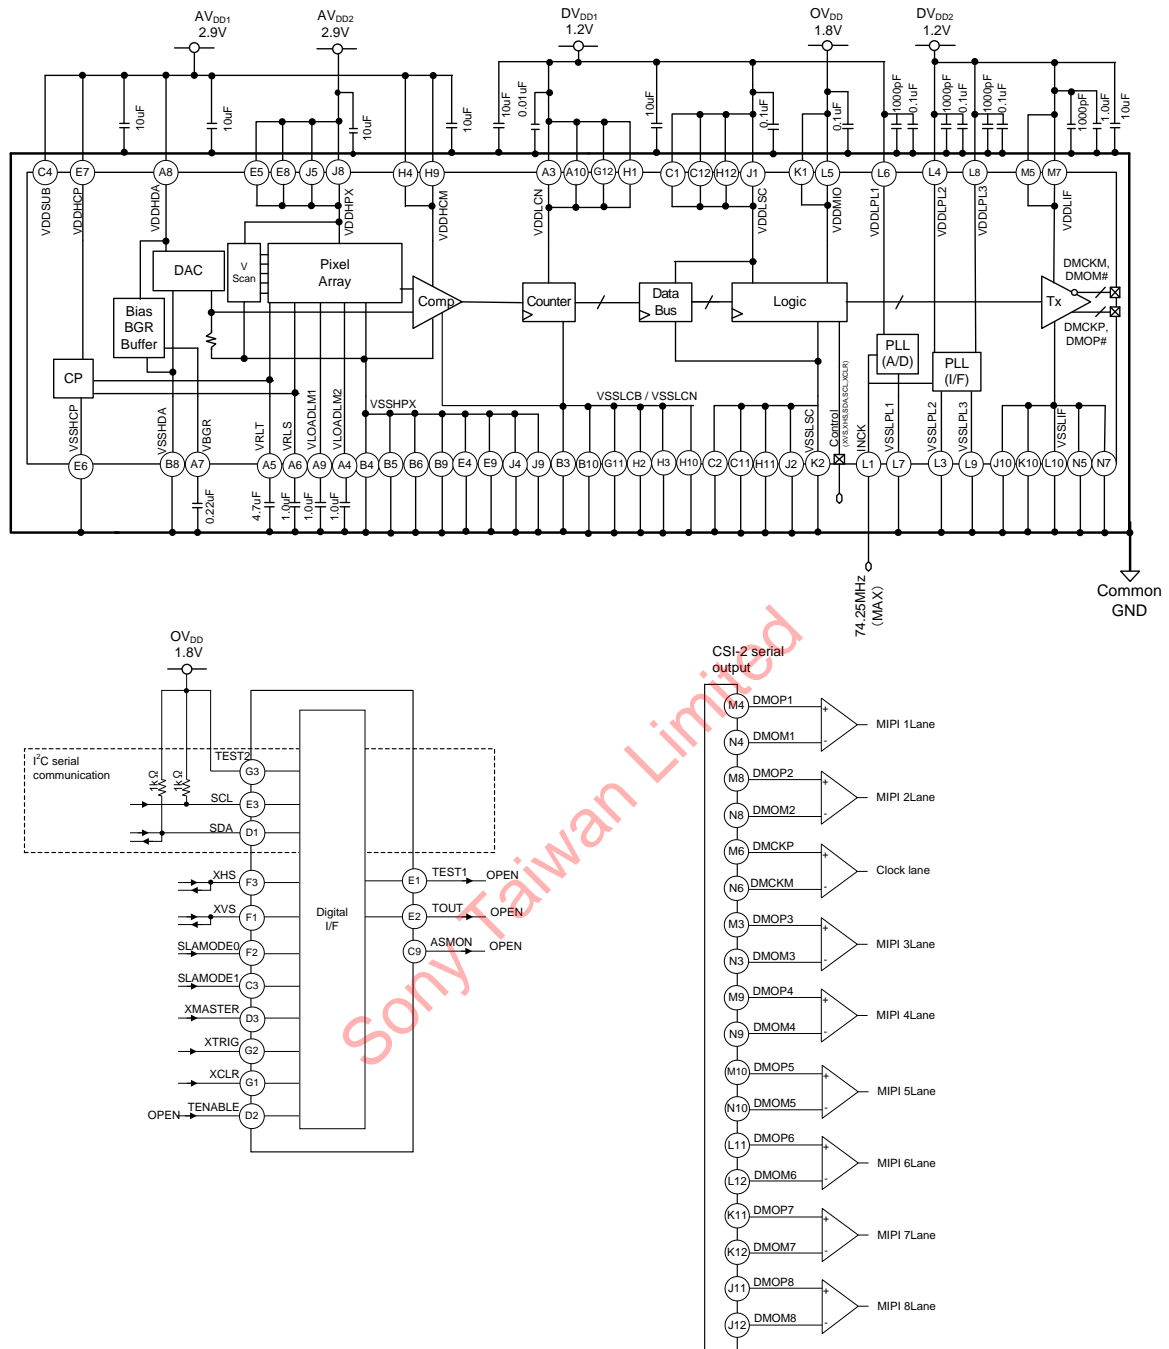 AVDD1
2.9V
AVDD2
2.9V
DVDD1
1.2V
OVDD
1.8V
DVDD2
1.2V
10uF
10uF
10uF
10uF
10uF
0.01uF
10uF
0.1uF
0.1uF
1000pF
0.1uF
1000pF
0.1uF
1000pF
0.1uF
1000pF
1.0uF
10uF
C4
E7
A8
E5
E8
J5
J8
H4
H9
A3
A10
G12
H1
C1
C12
H12
J1
K1
L5
L6
L4
L8
M5
M7
VDDSUB
VDDHCP
VDDHDA
VDDHPX
VDDHCM
VDDLCN
VDDLSC
VDDMIO
VDDLPL1
VDDLPL2
VDDLPL3
VDDLIF
DAC
V
Scan
Pixel
Array
Comp
Counter
Data
Bus
Logic
Tx
DMCKM,
DMOM#
DMCKP,
DMOP#
Bias
BGR
Buffer
CP
PLL
(A/D)
PLL
(I/F)
VSSHCP
VSSHDA
VBGR
VRLT
VRLS
VLOADLM1
VLOADLM2
VSSHPX
VSSLCB / VSSLCN
VSSLSC
Control
(XVS,XHS,SDA,SCL,XCLR)
INCK
VSSLPL1
VSSLPL2
VSSLPL3
VSSLIF
E6
B8
A7
A5
A6
A9
A4
B4
B5
B6
B9
E4
E9
J4
J9
B3
B10
G11
H2
H3
H10
C2
C11
H11
J2
K2
L1
L7
L3
L9
J10
K10
L10
N5
N7
0.22uF
4.7uF
1.0uF
1.0uF
1.0uF
74.25MHz
(MAX)
Common
GND
OVDD
1.8V
I2C serial
communication
1kΩ
1kΩ
TEST2
G3
SCL
E3
SDA
D1
XHS
F3
XVS
F1
SLAMODE0
F2
SLAMODE1
C3
XMASTER
D3
XTRIG
G2
XCLR
G1
OPEN
TENABLE
D2
Digital
I/F
E1
TEST1
OPEN
E2
TOUT
OPEN
C9
ASMON
OPEN
Sony Taiwan Limited
CSI-2 serial
output
M4
DMOP1
+
MIPI 1Lane
N4
DMOM1
-
M8
DMOP2
+
MIPI 2Lane
N8
DMOM2
-
M6
DMCKP
+
Clock lane
N6
DMCKM
-
M3
DMOP3
+
MIPI 3Lane
N3
DMOM3
-
M9
DMOP4
+
MIPI 4Lane
N9
DMOM4
-
M10
DMOP5
+
MIPI 5Lane
N10
DMOM5
-
L11
DMOP6
+
MIPI 6Lane
L12
DMOM6
-
K11
DMOP7
+
MIPI 7Lane
K12
DMOM7
-
J11
DMOP8
+
MIPI 8Lane
J12
DMOM8
-